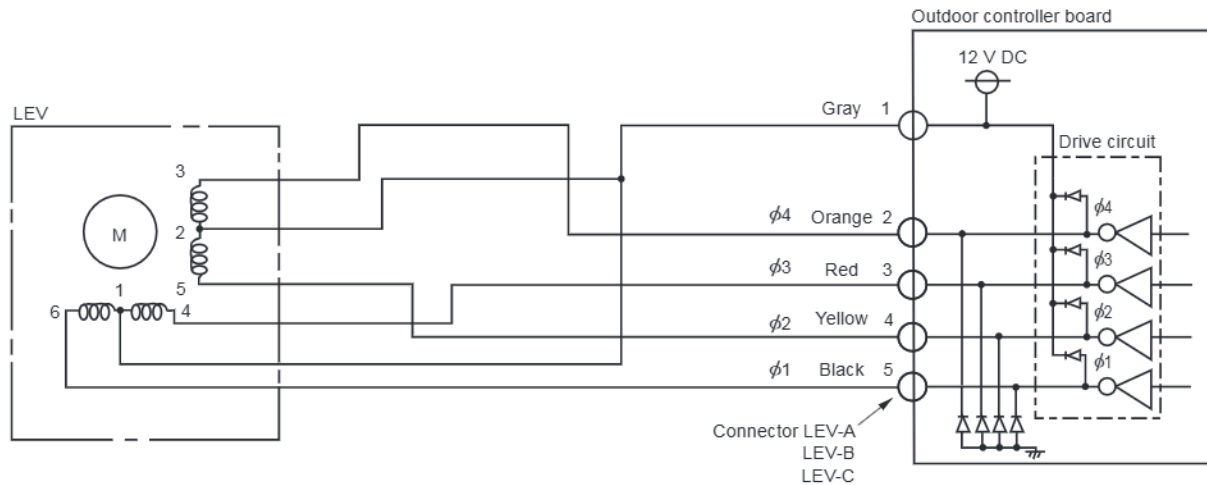 Outdoor controller board
12 V DC
LEV
Gray 1
Drive circuit
3
ϕ4
M
2
ϕ4 Orange 2
ϕ3
ϕ3 Red 3
5
1
6
4
ϕ2
ϕ2 Yellow 4
ϕ1
ϕ1 Black 5
Connector LEV-A
LEV-B
LEV-C